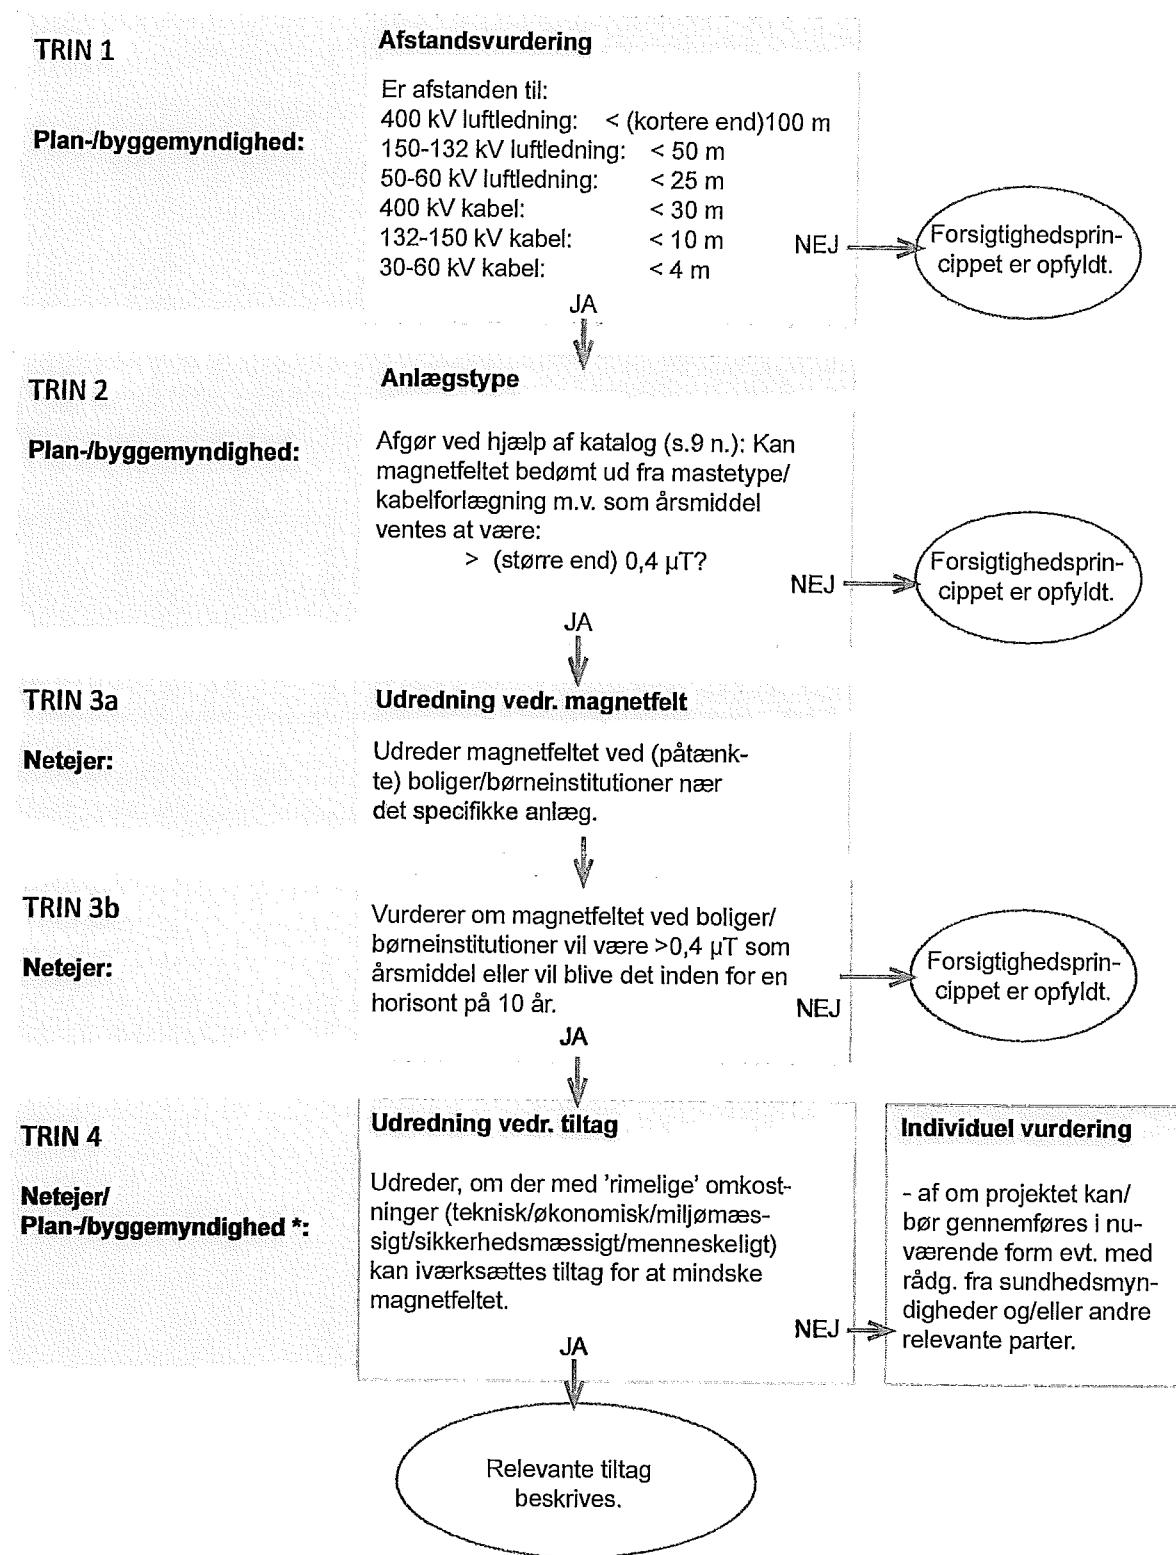 TRIN 1
Plan-/byggemyndighed:
Afstandsvurdering
Er afstanden til:
400 kV luftledning: < (kortere end)100 m
150-132 kV luftledning: < 50 m
50-60 kV luftledning: < 25 m
400 kV kabel: < 30 m
132-150 kV kabel: < 10 m
30-60 kV kabel: < 4 m
NEJ
Forsigtighedsprin-
cippet er opfyldt.
JA
TRIN 2
Plan-/byggemyndighed:
Anlægstype
Afgør ved hjælp af katalog (s.9 n.): Kan
magnetfeltet bedømt ud fra mastetype/
kabelforlægning m.v. som årsmiddel
ventes at være:
> (større end) 0,4 µT?
NEJ
Forsigtighedsprin-
cippet er opfyldt.
JA
TRIN 3a
Netejer:
Udredning vedr. magnetfelt
Udreder magnetfeltet ved (påtænk-
te) boliger/børneinstitutioner nær
det specifikke anlæg.
TRIN 3b
Netejer:
Vurderer om magnetfeltet ved boliger/
børneinstitutioner vil være >0,4 µT som
årsmiddel eller vil blive det inden for en
horisont på 10 år.
NEJ
Forsigtighedsprin-
cippet er opfyldt.
JA
TRIN 4
Netejer/
Plan-/byggemyndighed *:
Udredning vedr. tiltag
Udreder, om der med 'rimelige' omkost-
ninger (teknisk/økonomisk/miljømæs-
sigt/sikkerhedsmæssigt/menneskeligt)
kan iværksættes tiltag for at mindske
magnetfeltet.
NEJ
JA
Individuel vurdering
- af om projektet kan/
bør gennemføres i nu-
værende form evt. med
rådg. fra sundhedsmyn-
digheder og/eller andre
relevante parter.
Relevante tiltag
beskrives.